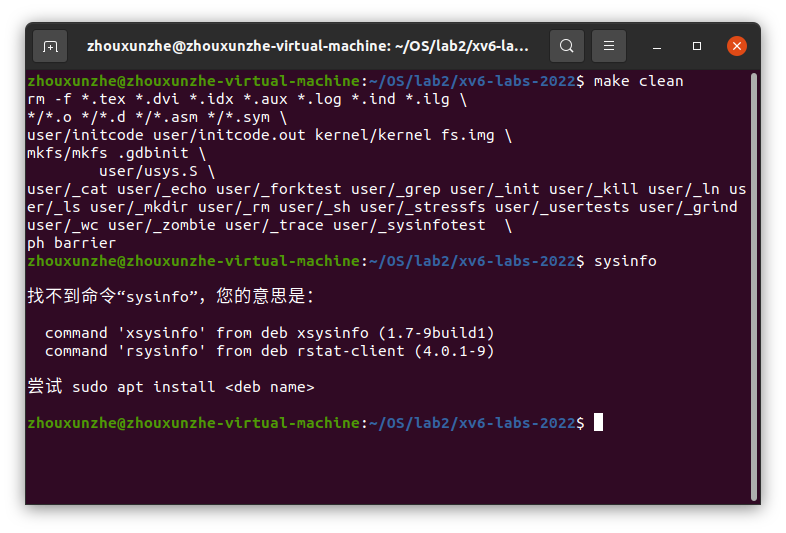 zhouxunzhe@zhouxunzhe-virtual-machine: ~/OS/lab2/xv6-la...
zhouxunzhe@zhouxunzhe-virtual-machine:~/OS/lab2/xv6-labs-2022$ make clean
rm -f *.tex *.dvi *.idx *.aux *.log *.ind *.ilg \
*/*.o */*.d */*.asm */*.sym \
user/initcode user/initcode.out kernel/kernel fs.img \
mkfs/mkfs .gdbinit \
        user/usys.S \
user/_cat user/_echo user/_forktest user/_grep user/_init user/_kill user/_ln us
er/_ls user/_mkdir user/_rm user/_sh user/_stressfs user/_usertests user/_grind
user/_wc user/_zombie user/_trace user/_sysinfotest  \
ph barrier
zhouxunzhe@zhouxunzhe-virtual-machine:~/OS/lab2/xv6-labs-2022$ sysinfo
找不到命令“sysinfo”，您的意思是：
  command 'xsysinfo' from deb xsysinfo (1.7-9build1)
  command 'rsysinfo' from deb rstat-client (4.0.1-9)
尝试 sudo apt install <deb name>
zhouxunzhe@zhouxunzhe-virtual-machine:~/OS/lab2/xv6-labs-2022$